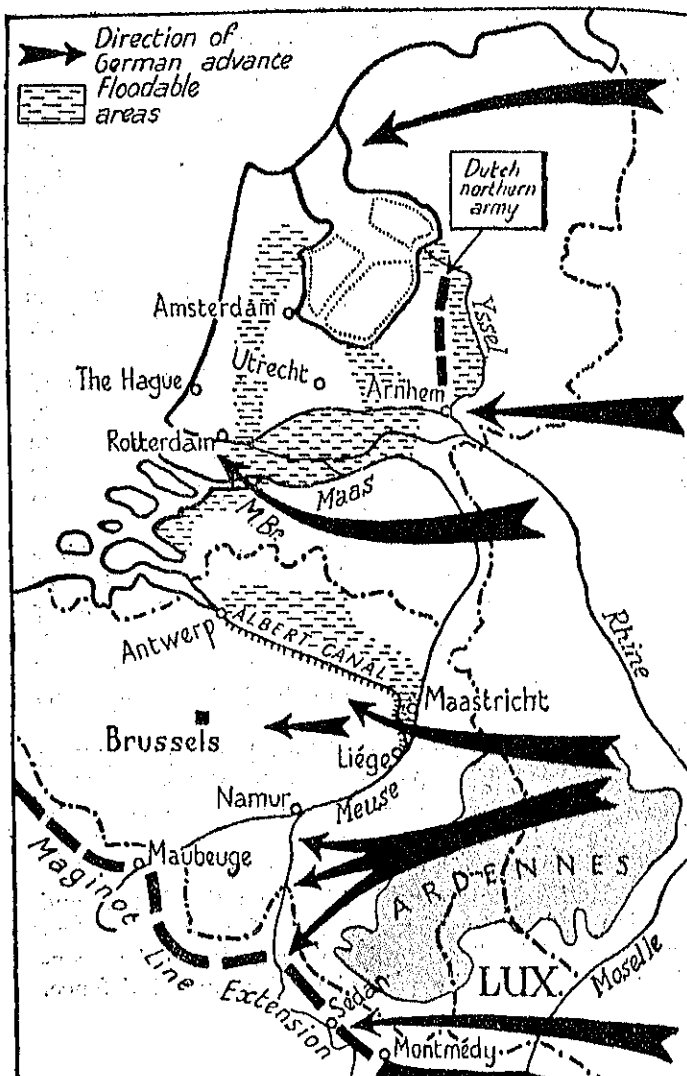 Direction of
German advance
Floodable
areas
Dutch
northern
army
Yssel
Amsterdam
Utrecht
The Hague
Arnhem
Rotterdam
Maas
M. Br.
Rhine
Antwerp
ALBERT CANAL
Maastricht
Brussels
Liége
Namur
Meuse
Maubeuge
ARDENNES
Maginot
Line
Extension
LUX.
Moselle
Sédan
Montmédy